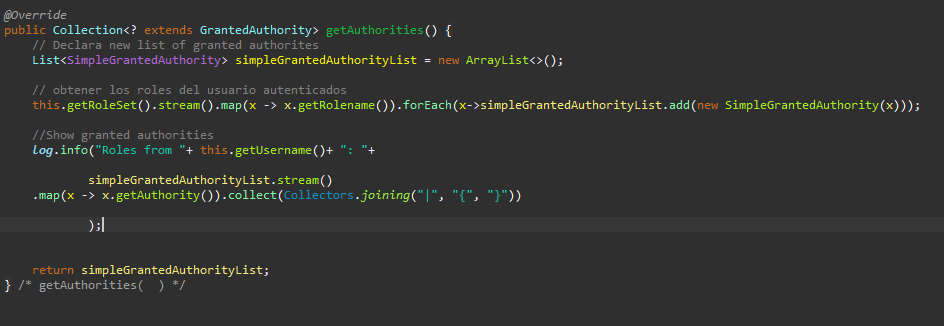 @Override
public Collection<? extends GrantedAuthority> getAuthorities() {
// Declara new list of granted authorites
List<SimpleGrantedAuthority> simpleGrantedAuthorityList = new ArrayList<>();
// obtener los roles del usuario autenticados
this.getRoleSet().stream().map(x -> x.getRolename()).forEach(x->simpleGrantedAuthorityList.add(new SimpleGrantedAuthority(x)));
//Show granted authorities
log.info("Roles from "+ this.getUsername()+ ": "+
simpleGrantedAuthorityList.stream()
.map(x -> x.getAuthority()).collect(Collectors.joining("|", "{", "}"))
);
return simpleGrantedAuthorityList;
} /* getAuthorities(  ) */